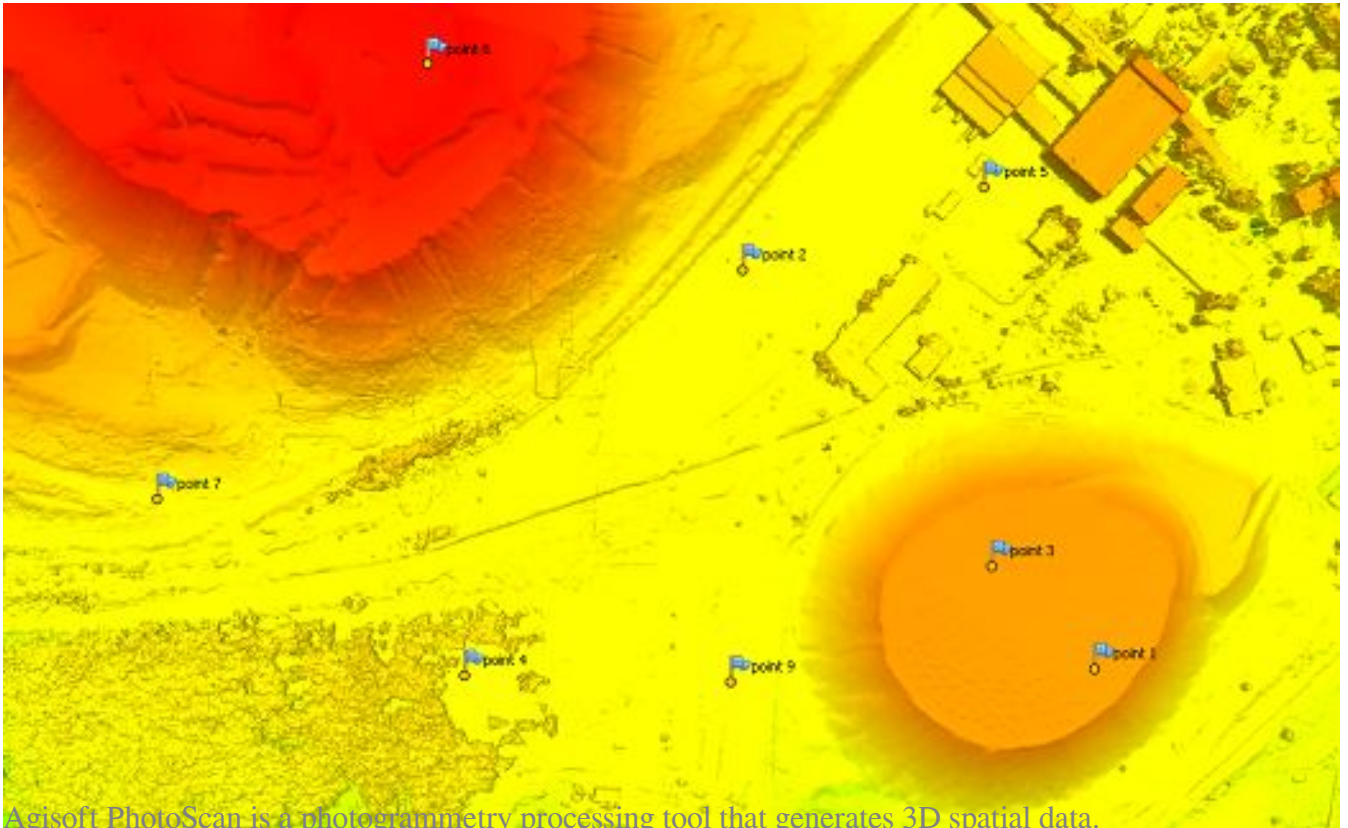 point 6
point 5
point 2
point 7
point 3
point 1
point 4
point 9
Agisoft PhotoScan is a photogrammetry processing tool that generates 3D spatial data.